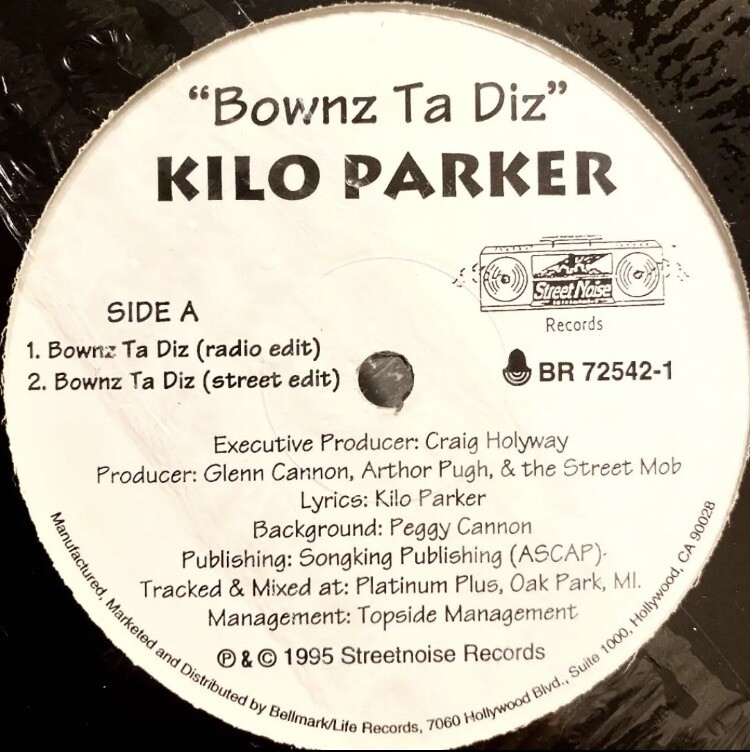 “Bownz Ta Diz”
KILO PARKER
Street Noise
Records
SIDE A
1. Bownz Ta Diz (radio edit)
2. Bownz Ta Diz (street edit)
BR 72542-1
Executive Producer: Craig Holyway
Producer: Glenn Cannon, Arthor Pugh, & the Street Mob
Lyrics: Kilo Parker
Background: Peggy Cannon
Publishing: Songking Publishing (ASCAP)
Tracked & Mixed at: Platinum Plus, Oak Park, MI.
Management: Topside Management
℗ & © 1995 Streetnoise Records
Manufactured, Marketed and Distributed by Bellmark/Life Records, 7060 Hollywood Blvd., Suite 1000, Hollywood, CA 90028